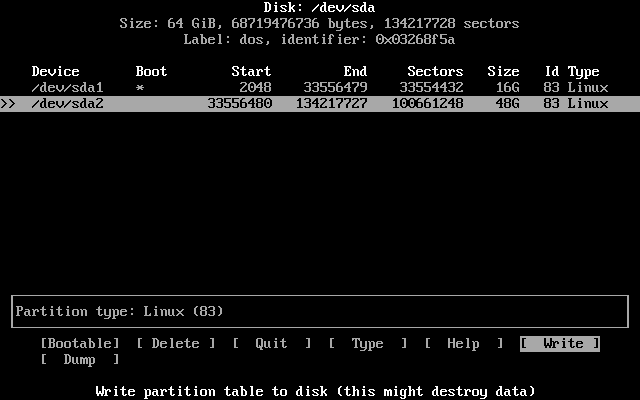 Disk: /dev/sda
Size: 64 GiB, 68719476736 bytes, 134217728 sectors
Label: dos, identifier: 0x03268f5a
Device Boot Start End Sectors Size Id Type
/dev/sda1 * 2048 33556479 33554432 16G 83 Linux
>> /dev/sda2 33556480 134217727 100661248 48G 83 Linux
Partition type: Linux (83)
[Bootable] [ Delete ] [ Quit ] [ Type ] [ Help ] [ Write ]
[ Dump ]
Write partition table to disk (this might destroy data)